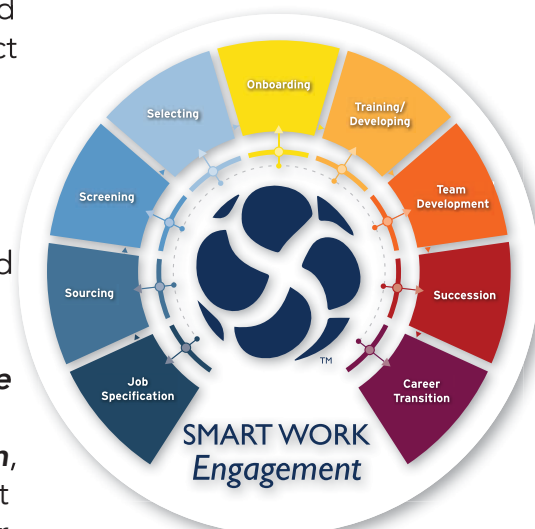 Job
Specification
Sourcing
Screening
Selecting
Onboarding
Training/
Developing
Team
Development
Succession
Career
Transition
TM
SMART WORK
Engagement